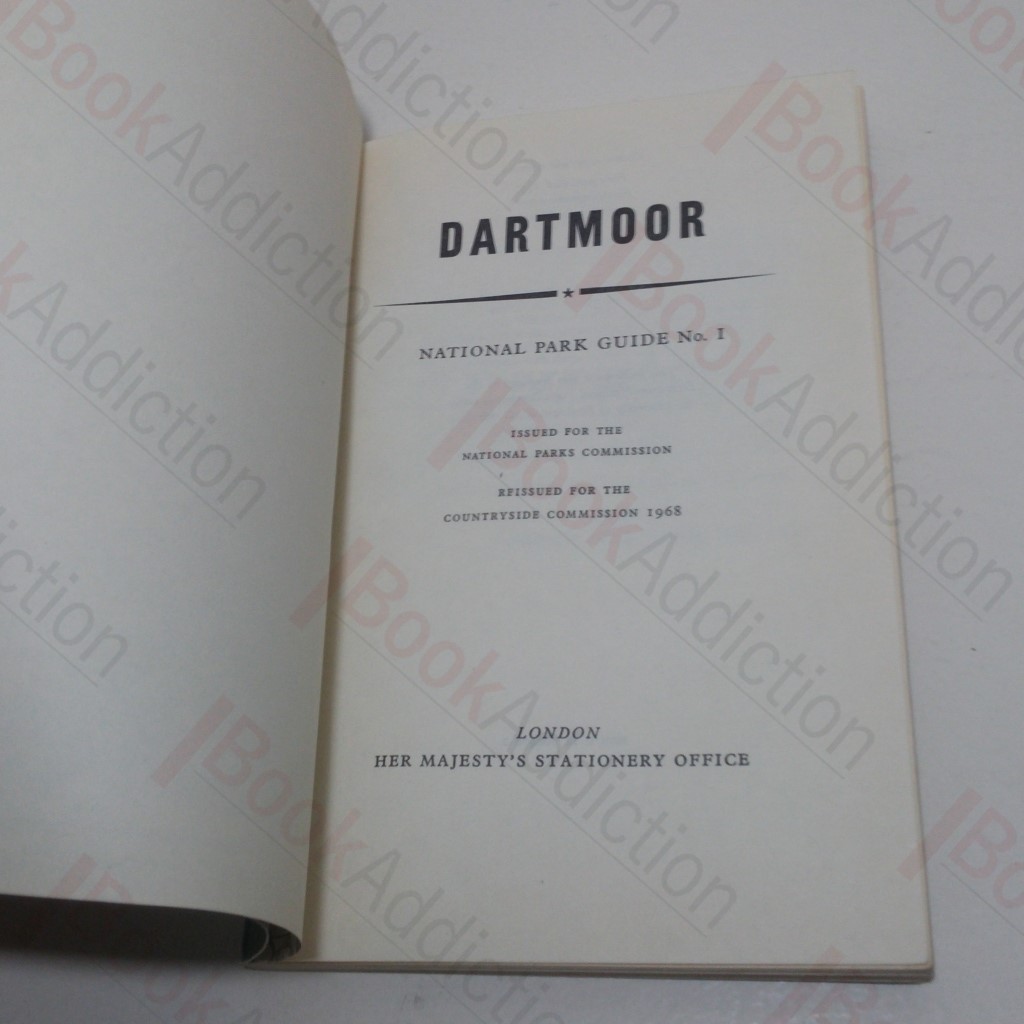 DARTMOOR
NATIONAL PARK GUIDE No. 1
ISSUED FOR THE
NATIONAL PARKS COMMISSION
REISSUED FOR THE
COUNTRYSIDE COMMISSION 1968
LONDON
HER MAJESTY'S STATIONERY OFFICE
BookAddiction